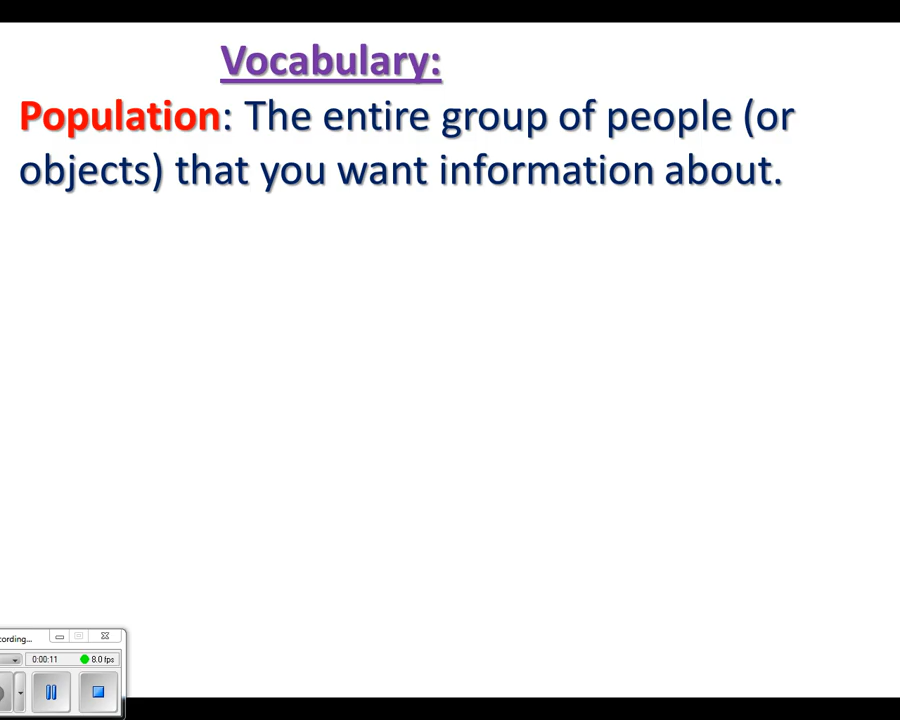 Vocabulary:
Population: The entire group of people (or
objects) that you want information about.
cording...
0:00:11 8.0 fps